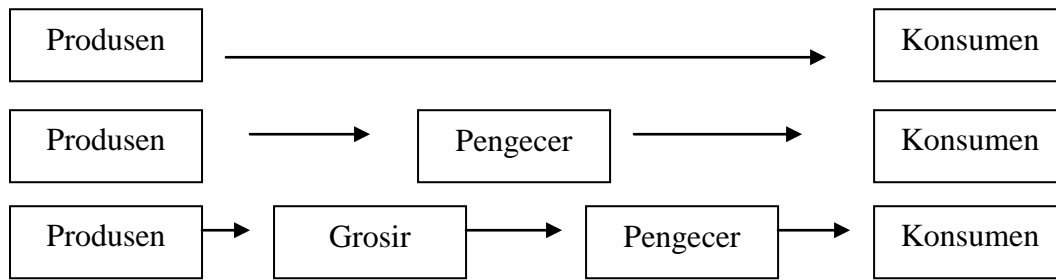 Produsen Konsumen
Produsen Pengecer Konsumen
Produsen Grosir Pengecer Konsumen